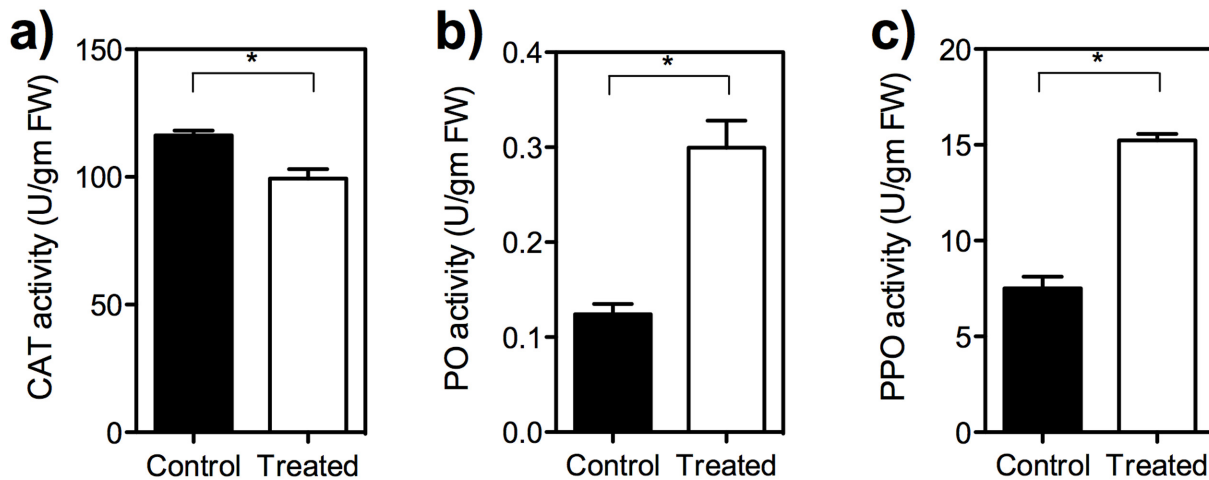 a)
CAT activity (U/gm FW)
150
100
50
0
*
Control Treated
b)
PO activity (U/gm FW)
0.4
0.3
0.2
0.1
0.0
*
Control Treated
c)
PPO activity (U/gm FW)
20
15
10
5
0
*
Control Treated